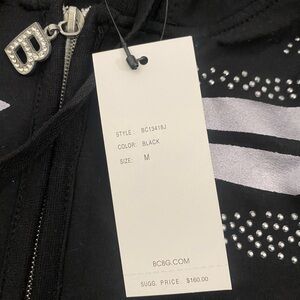 B
STYLE: BC13418J
COLOR: BLACK
SIZE: M
BCBG.COM
SUGG. PRICE: $160.00